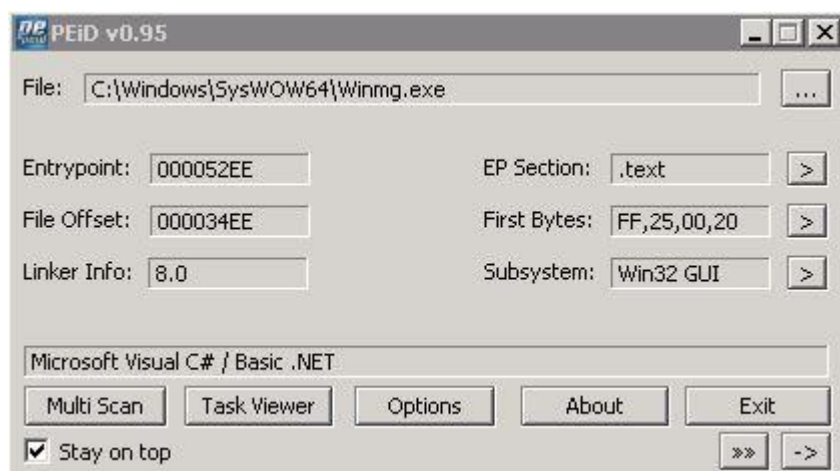 PEiD v0.95
File: C:\Windows\SysWOW64\Winmg.exe ...
Entrypoint: 000052EE EP Section: .text >
File Offset: 000034EE First Bytes: FF,25,00,20 >
Linker Info: 8.0 Subsystem: Win32 GUI >
Microsoft Visual C# / Basic .NET
Multi Scan Task Viewer Options About Exit
Stay on top »» ->